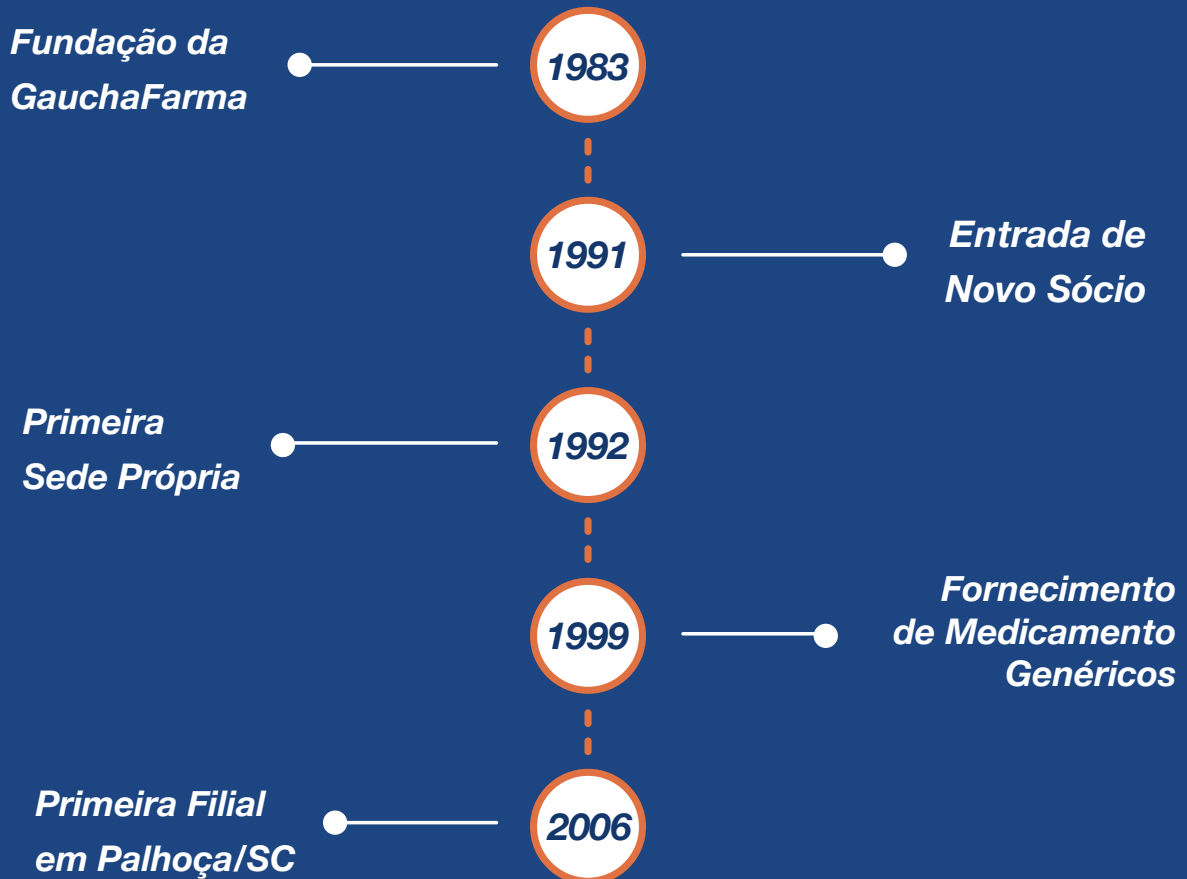 Fundação da
GauchaFarma
1983
1991
Entrada de
Novo Sócio
Primeira
Sede Própria
1992
1999
Fornecimento
de Medicamento
Genéricos
Primeira Filial
em Palhoça/SC
2006